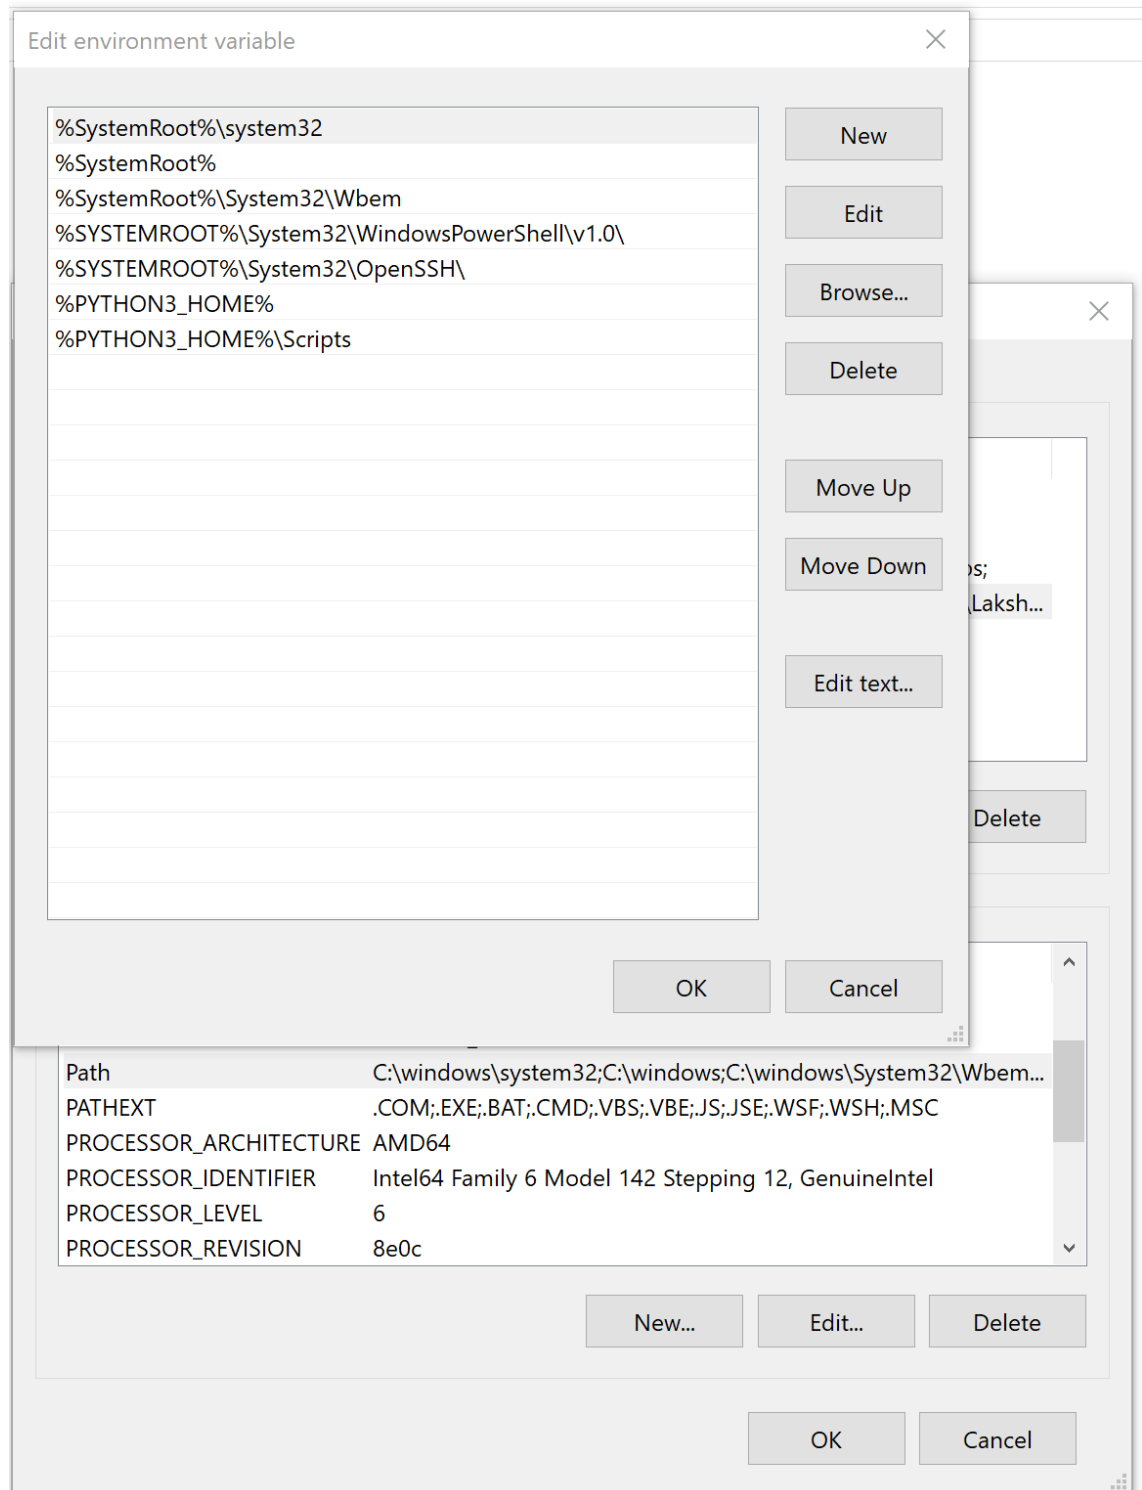 Edit environment variable
%SystemRoot%\system32
%SystemRoot%
%SystemRoot%\System32\Wbem
%SYSTEMROOT%\System32\WindowsPowerShell\v1.0\
%SYSTEMROOT%\System32\OpenSSH\
%PYTHON3_HOME%
%PYTHON3_HOME%\Scripts
New
Edit
Browse...
Delete
Move Up
Move Down
Edit text...
OK
Cancel
\Laksh...
Delete
Path C:\windows\system32;C:\windows;C:\windows\System32\Wbem...
PATHEXT .COM;.EXE;.BAT;.CMD;.VBS;.VBE;.JS;.JSE;.WSF;.WSH;.MSC
PROCESSOR_ARCHITECTURE AMD64
PROCESSOR_IDENTIFIER Intel64 Family 6 Model 142 Stepping 12, GenuineIntel
PROCESSOR_LEVEL 6
PROCESSOR_REVISION 8e0c
New...
Edit...
Delete
OK
Cancel